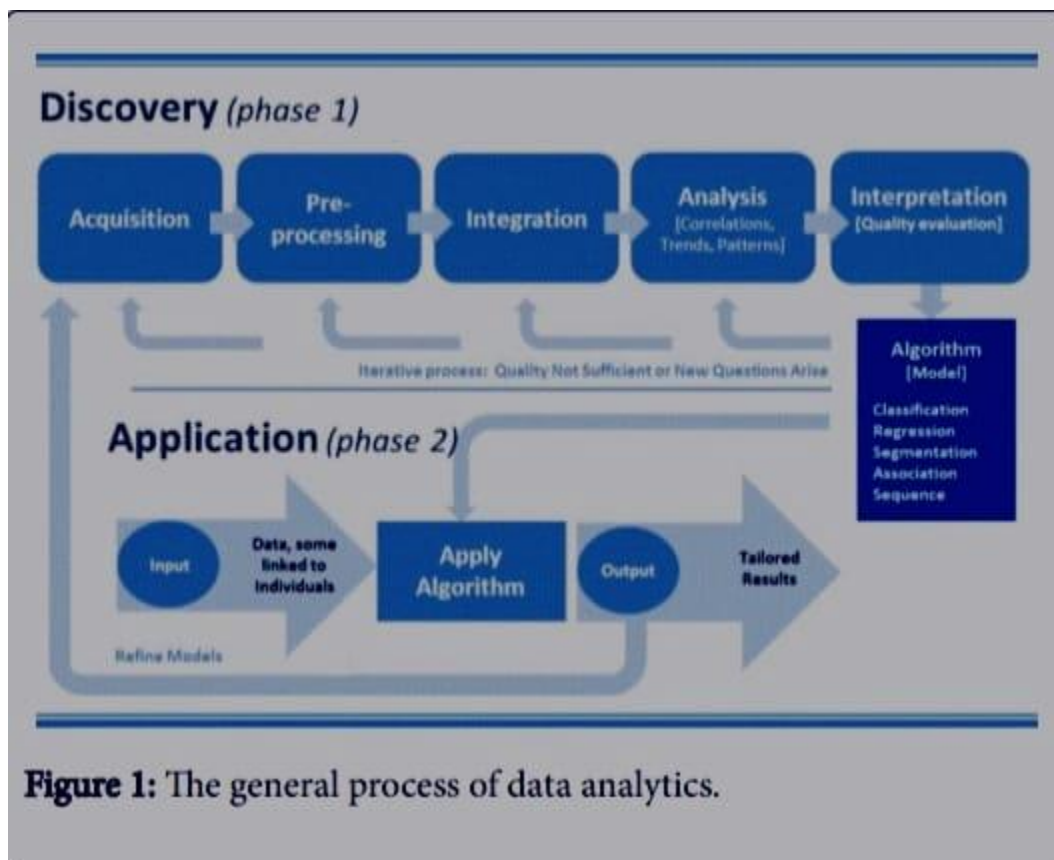 Discovery (phase 1)
Acquisition
Pre-
processing
Integration
Analysis
[Correlations,
Trends, Patterns]
Interpretation
[Quality evaluation]
Iterative process: Quality Not Sufficient or New Questions Arise
Algorithm
[Model]
Classification
Regression
Segmentation
Association
Sequence
Application (phase 2)
Input
Data, some
linked to
Individuals
Apply
Algorithm
Output
Tailored
Results
Refine Models
Figure 1: The general process of data analytics.